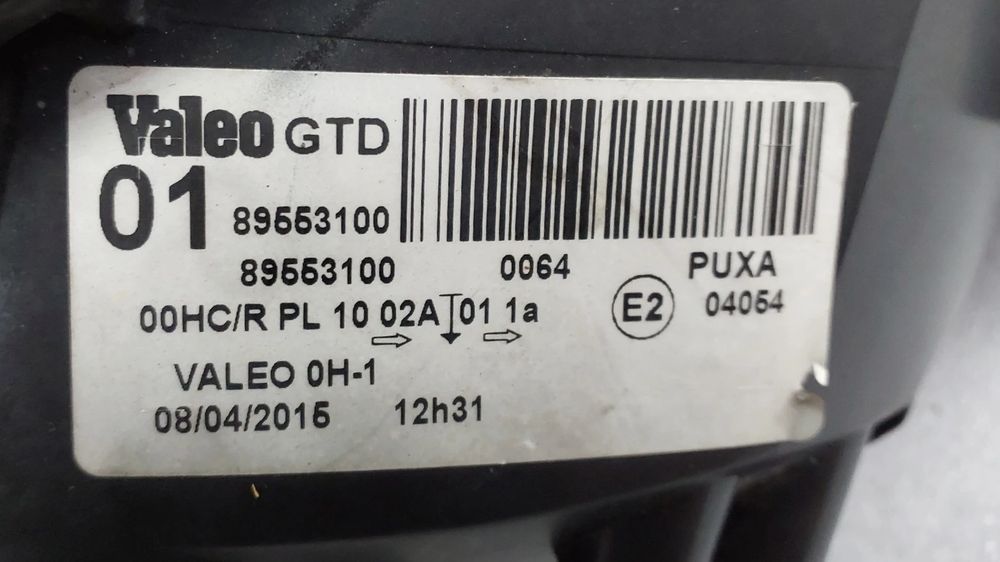 Valeo GTD
01 89553100
89553100 0064 PUXA
00HC/R PL 10 02A 01 1a E2 04054
VALEO 0H-1
08/04/2015 12h31